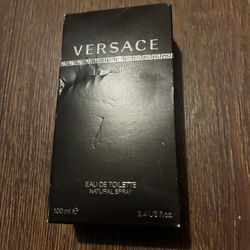 VERSACE
EAU DE TOILETTE
NATURAL SPRAY
100 ml ℮ 3.4 US fl.oz.